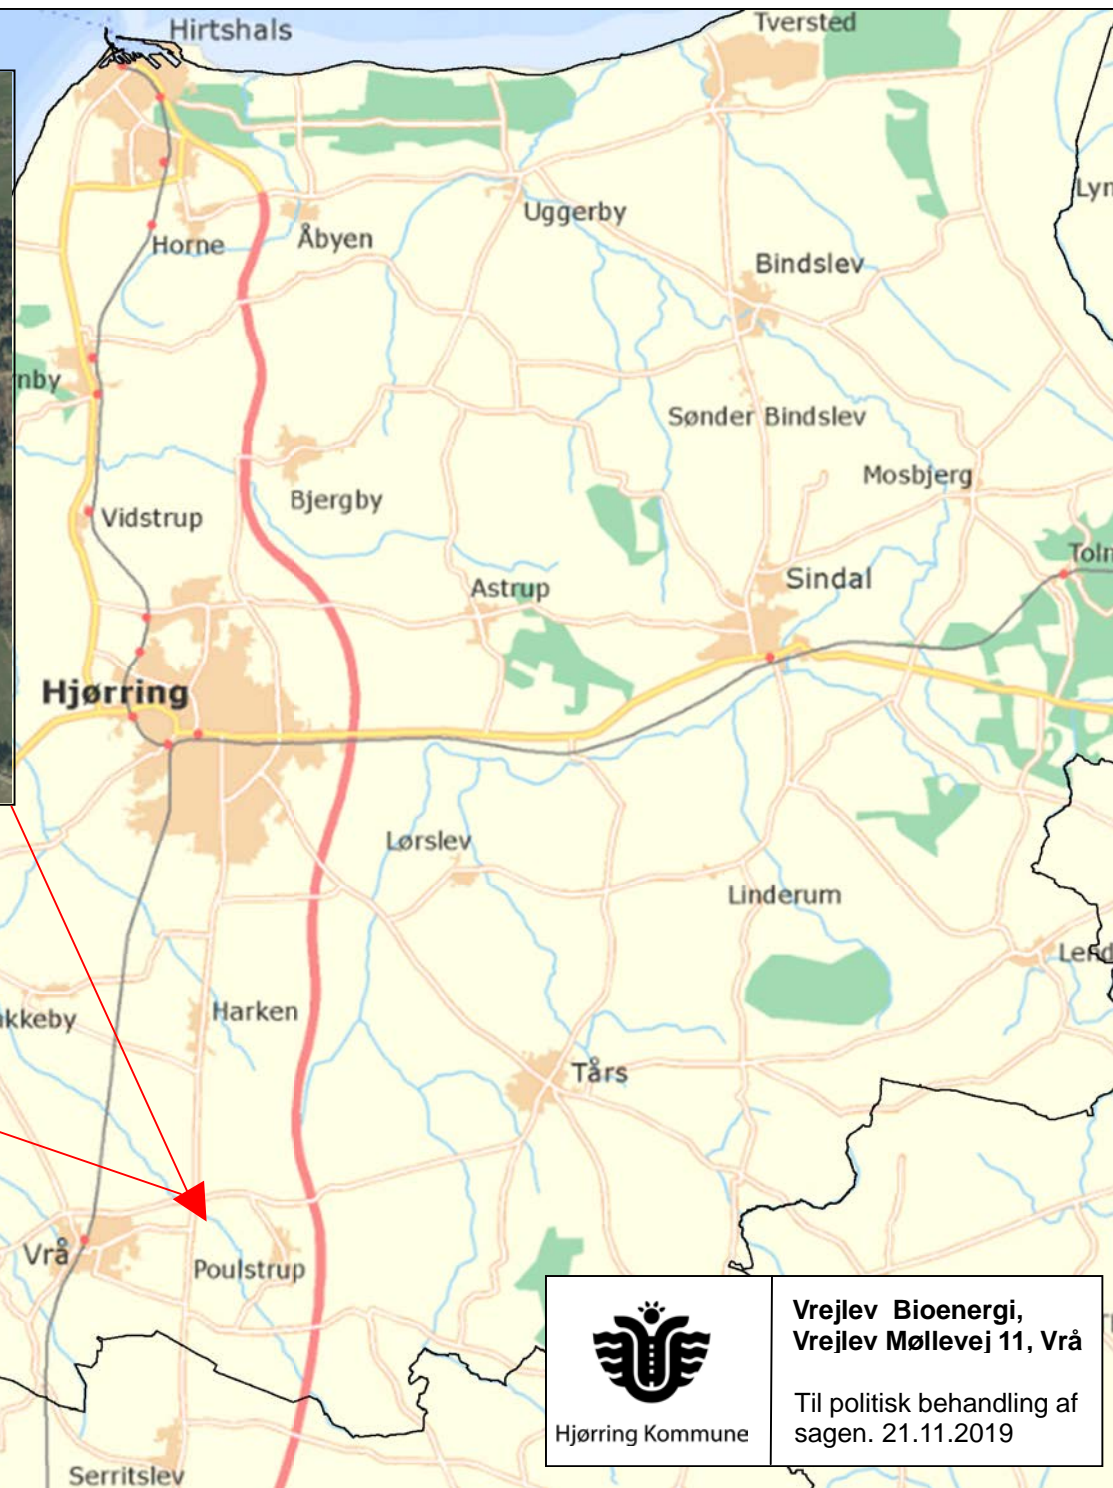 Hirtshals
Tversted
Lyn
Uggerby
Horne
Åbyen
Bindslev
nby
Sønder Bindslev
Mosbjerg
Bjergby
Vidstrup
Toln
Sindal
Astrup
Hjørring
Lørslev
Linderum
Lend
Harken
kkeby
Tårs
Vrå
Poulstrup
Serritslev
Hjørring Kommune
Vrejlev Bioenergi,
Vrejlev Møllevej 11, Vrå
Til politisk behandling af
sagen. 21.11.2019